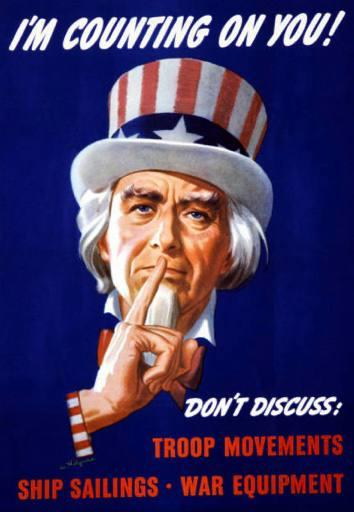 I'M COUNTING ON YOU!
DON'T DISCUSS:
TROOP MOVEMENTS
SHIP SAILINGS · WAR EQUIPMENT